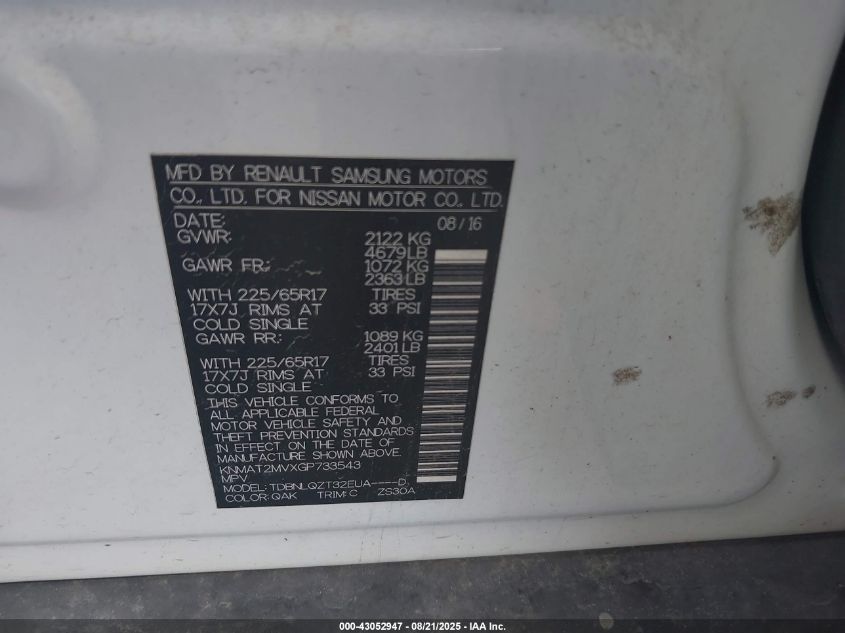 MFD BY RENAULT SAMSUNG MOTORS
CO., LTD. FOR NISSAN MOTOR CO., LTD.
DATE: 08/16
GVWR: 2122 KG
4679LB
GAWR FR: 1072 KG
2363LB
WITH 225/65R17 TIRES
17X7J RIMS AT 33 PSI
COLD SINGLE
GAWR RR: 1089 KG
2401LB
WITH 225/65R17 TIRES
17X7J RIMS AT 33 PSI
COLD SINGLE
THIS VEHICLE CONFORMS TO
ALL APPLICABLE FEDERAL
MOTOR VEHICLE SAFETY AND
THEFT PREVENTION STANDARDS
IN EFFECT ON THE DATE OF
MANUFACTURE SHOWN ABOVE.
KNMAT2MVXGP733543
MPV
MODEL: TDBNLQZT32EUA----D
COLOR: QAK TRIM: C ZS30A
000-43052947 - 08/21/2025 - IAA Inc.